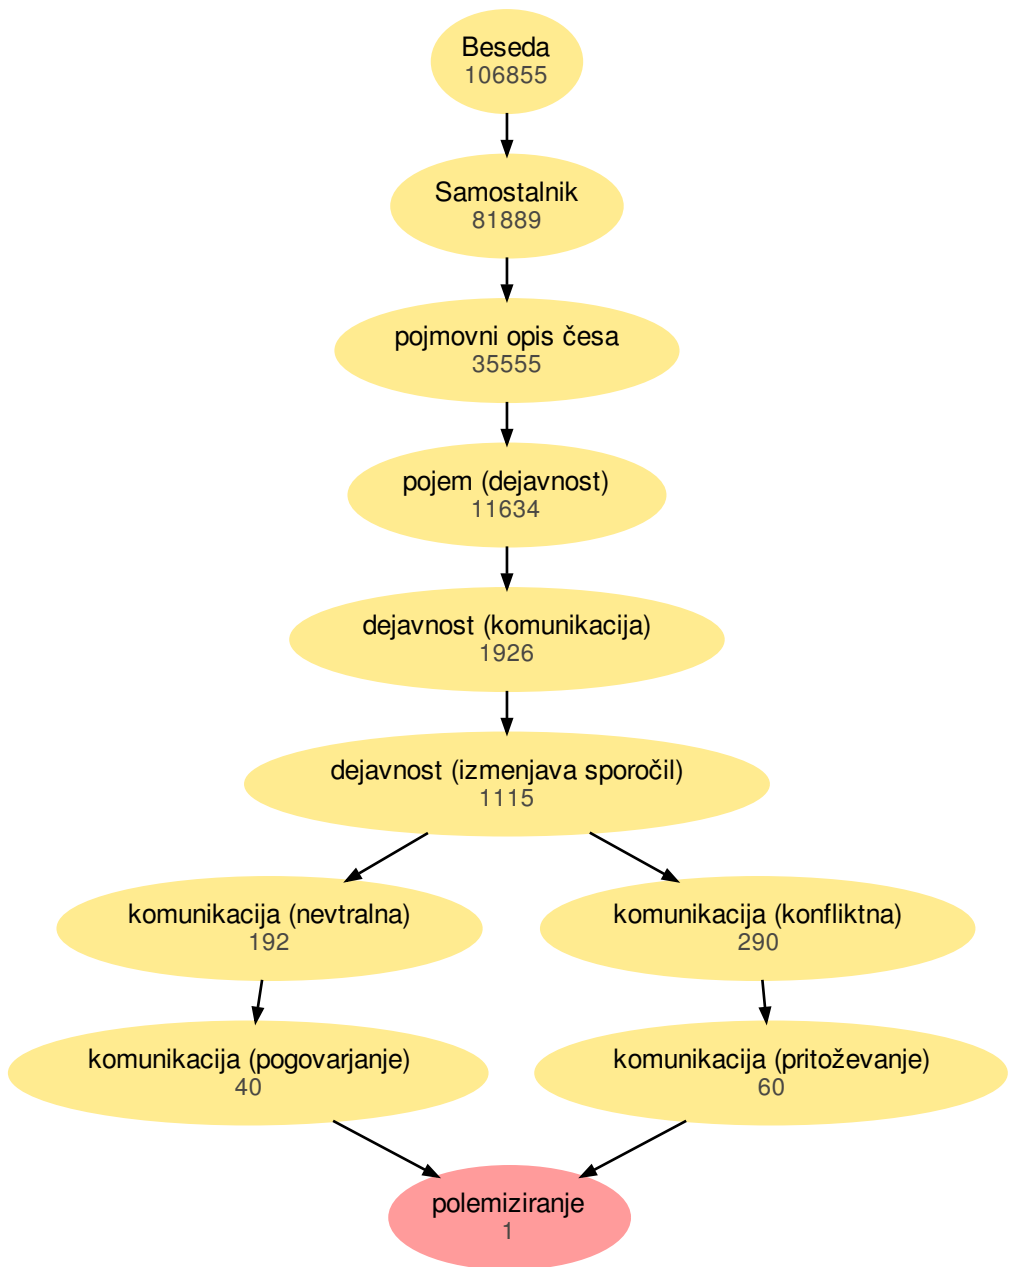 Beseda
106855
Samostalnik
81889
pojmovni opis česa
35555
pojem (dejavnost)
11634
dejavnost (komunikacija)
1926
dejavnost (izmenjava sporočil)
1115
komunikacija (nevtralna)
192
komunikacija (konfliktna)
290
komunikacija (pogovarjanje)
40
komunikacija (pritoževanje)
60
polemiziranje
1